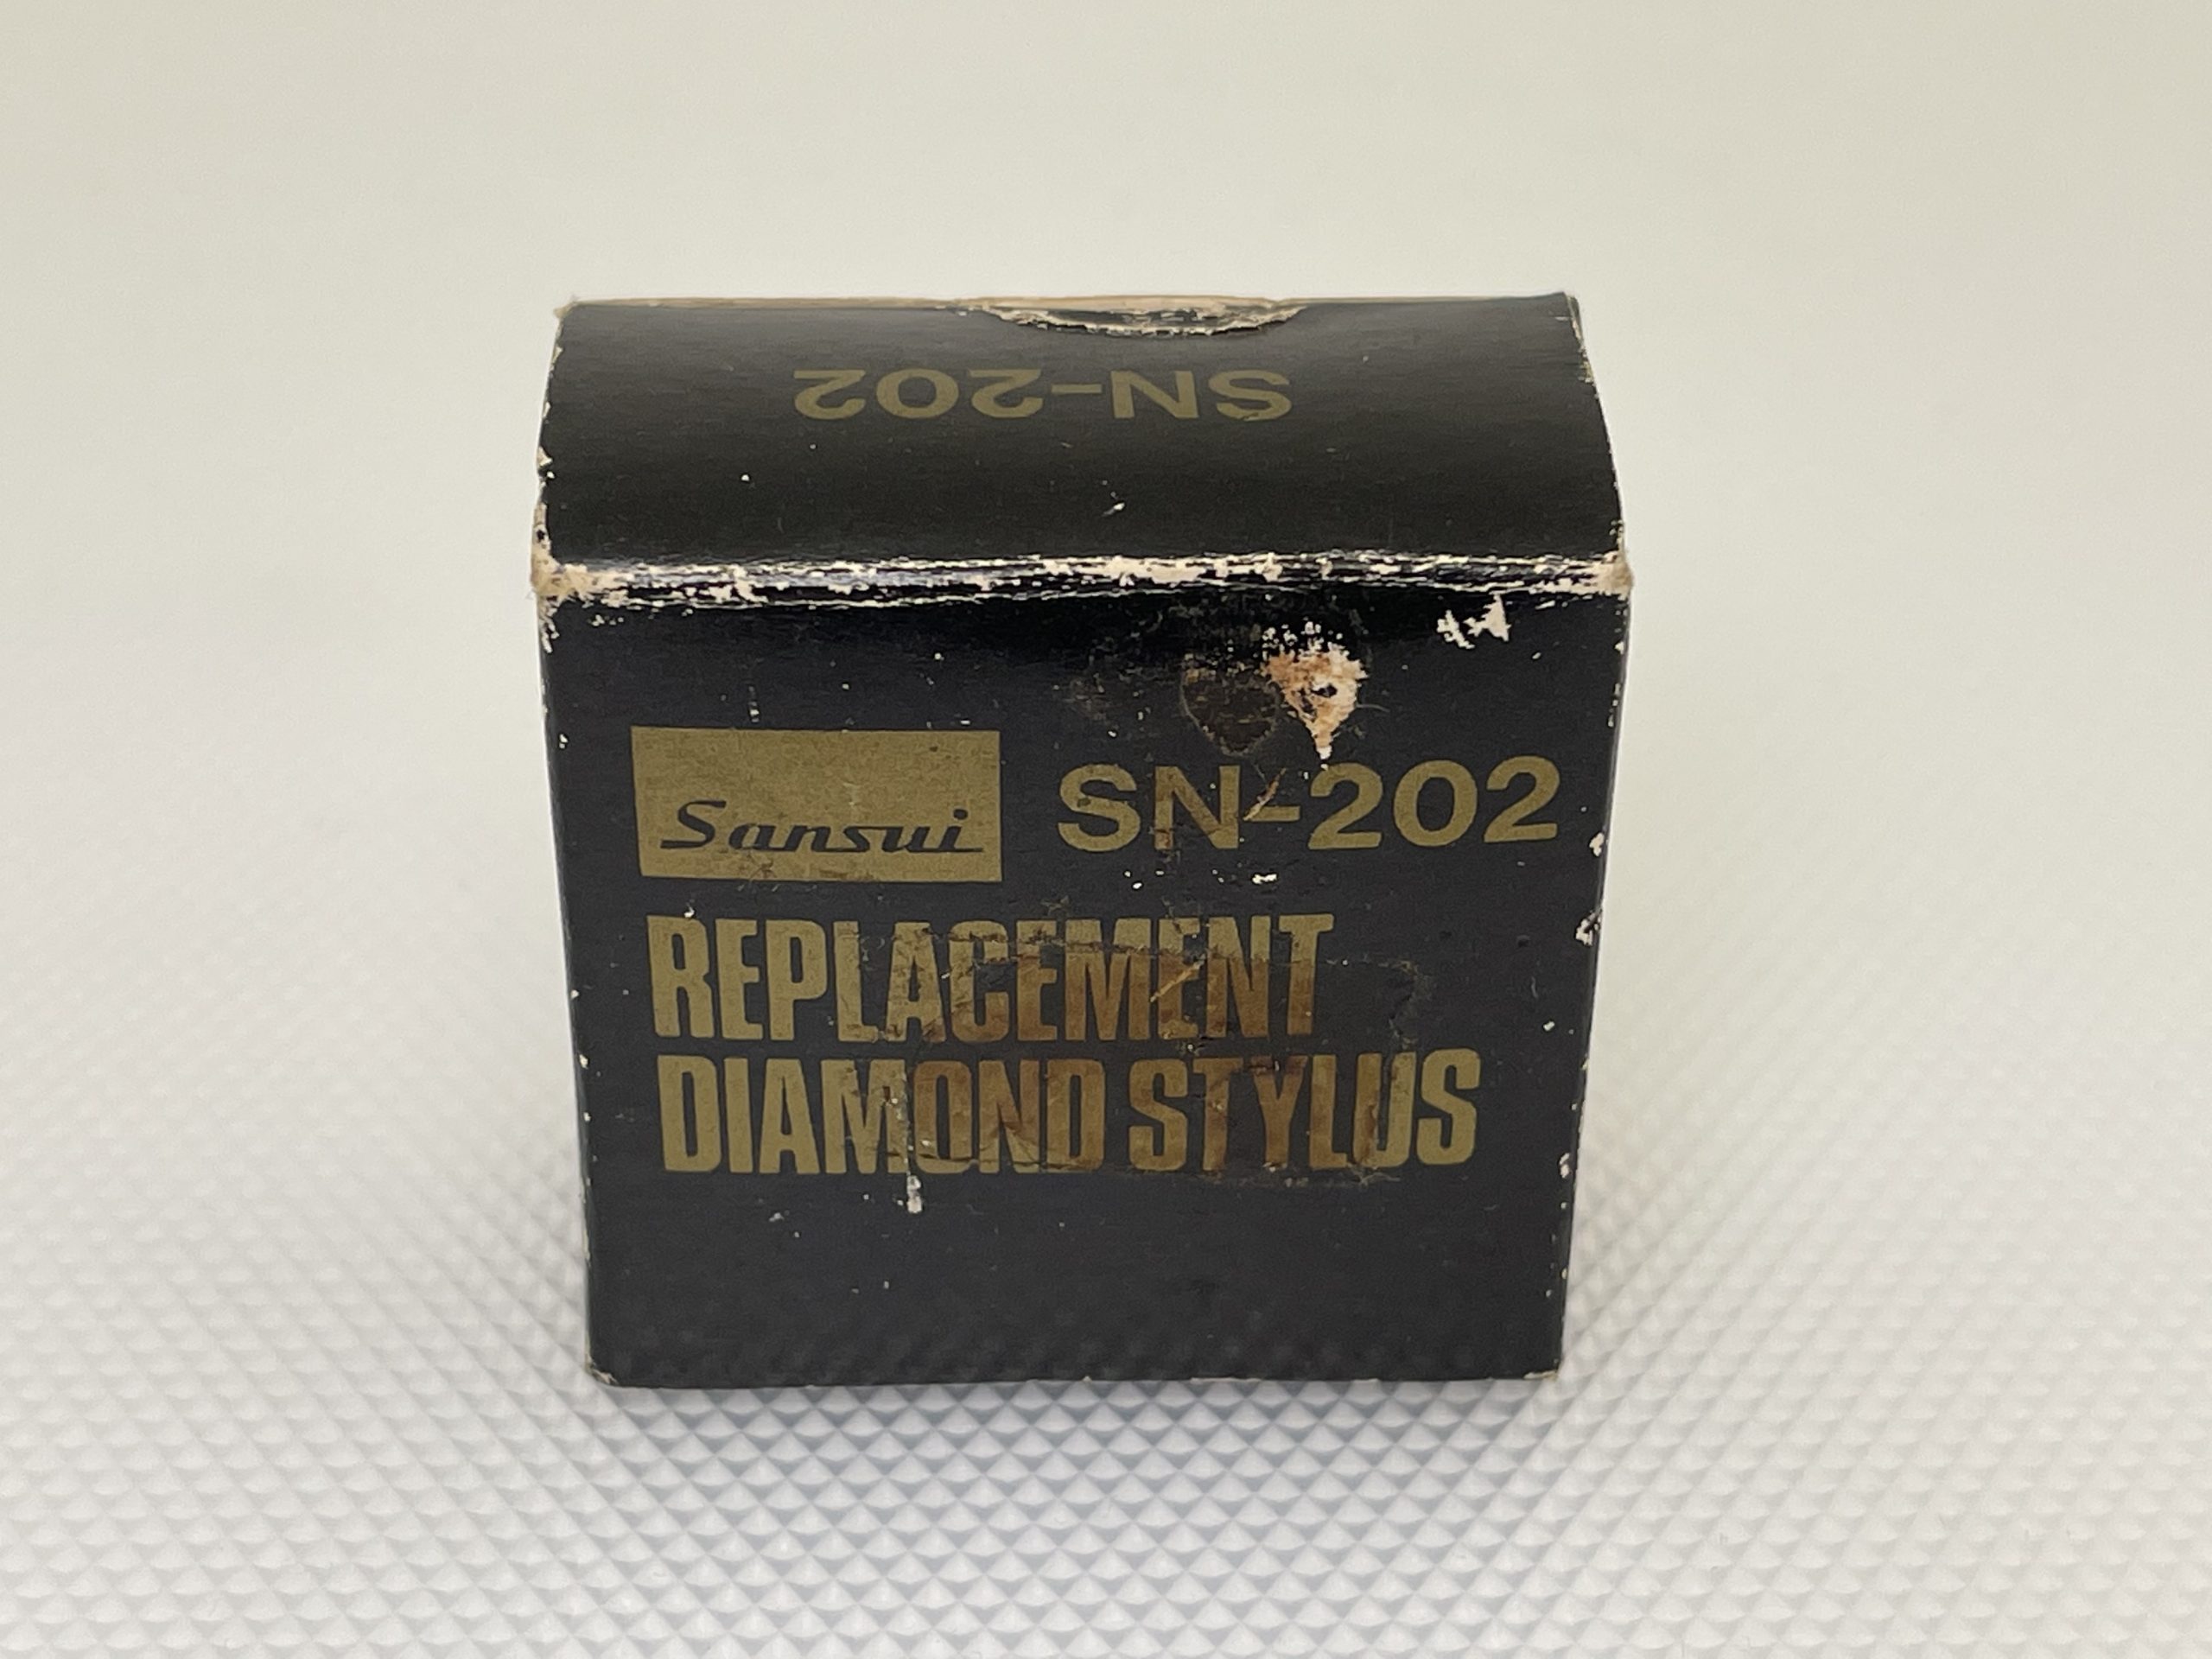 SN-202
Sansui SN-202
REPLACEMENT
DIAMOND STYLUS